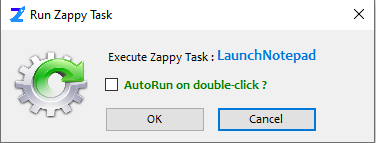 Run Zappy Task
Execute Zappy Task : LaunchNotepad
AutoRun on double-click ?
OK Cancel